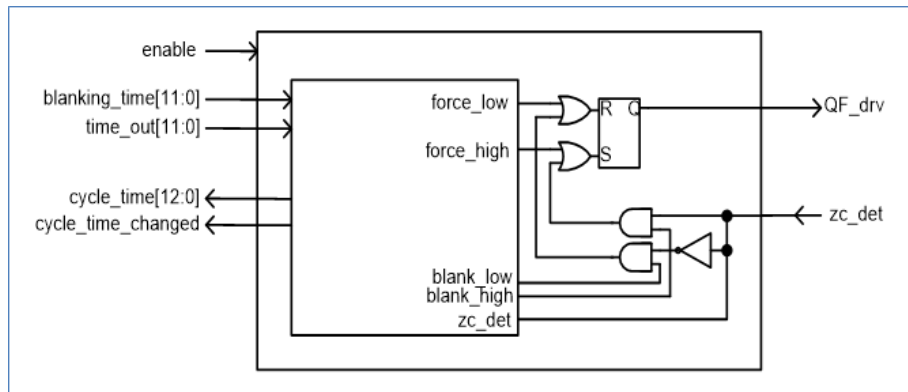 enable
blanking_time[11:0]
time_out[11:0]
cycle_time[12:0]
cycle_time_changed
force_low
force_high
blank_low
blank_high
zc_det
R Q
S
QF_drv
zc_det